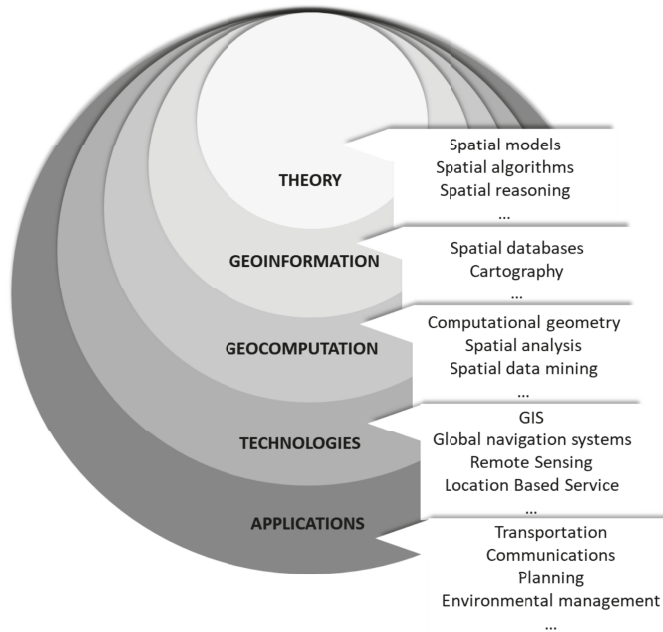 THEORY
Spatial models
Spatial algorithms
Spatial reasoning
...
GEOINFORMATION
Spatial databases
Cartography
...
GEOCOMPUTATION
Computational geometry
Spatial analysis
Spatial data mining
...
TECHNOLOGIES
GIS
Global navigation systems
Remote Sensing
Location Based Service
...
APPLICATIONS
Transportation
Communications
Planning
Environmental management
...